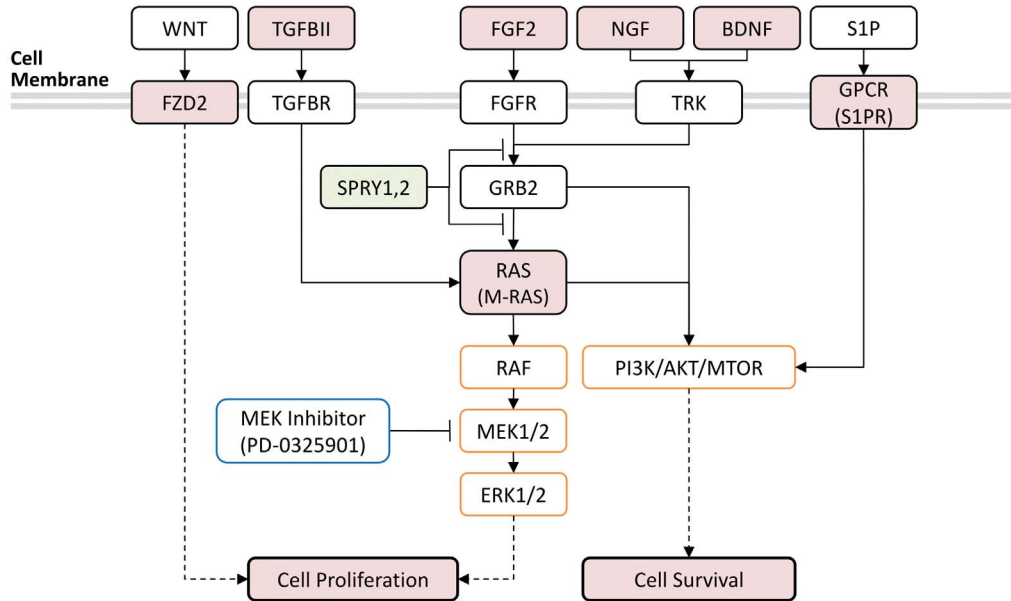 WNT
TGFBII
FGF2
NGF
BDNF
S1P
Cell
Membrane
FZD2
TGFBR
FGFR
TRK
GPCR
(S1PR)
SPRY1,2
GRB2
RAS
(M-RAS)
RAF
PI3K/AKT/MTOR
MEK Inhibitor
(PD-0325901)
MEK1/2
ERK1/2
Cell Proliferation
Cell Survival